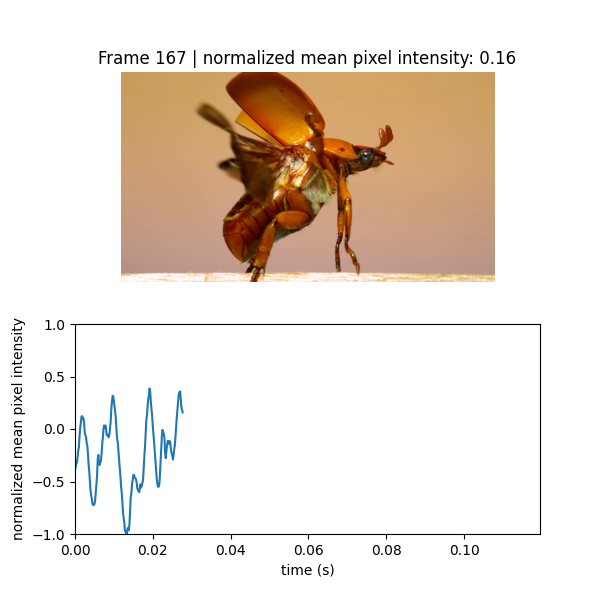 Frame 167 | normalized mean pixel intensity: 0.16
1.0
0.5
0.0
−0.5
−1.0
normalized mean pixel intensity
0.00 0.02 0.04 0.06 0.08 0.10
time (s)